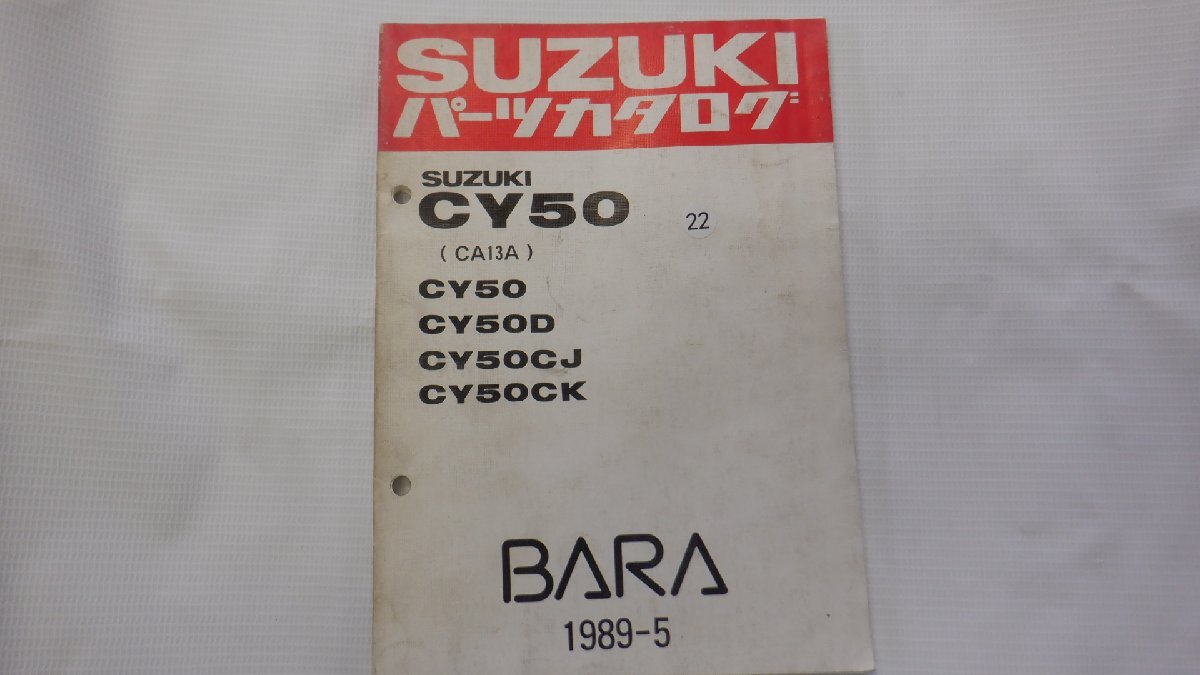 SUZUKI
パーツカタログ
SUZUKI
CY50
22
(CA13A)
CY50
CY50D
CY50CJ
CY50CK
BARA
1989-5